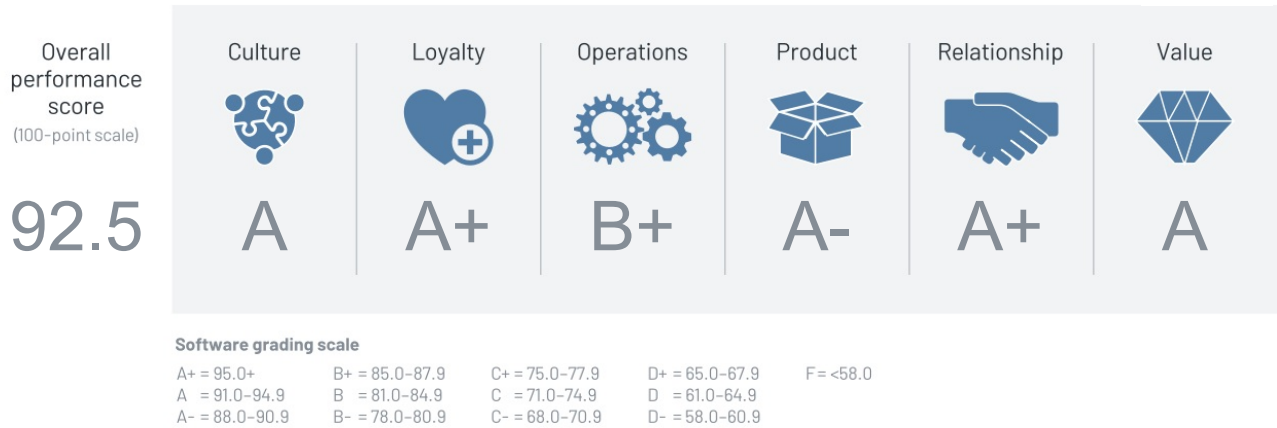 Overall
performance
score
(100-point scale)
92.5
Culture
A
Loyalty
A+
Operations
B+
Product
A-
Relationship
A+
Value
A
Software grading scale
A+ = 95.0+ B+ = 85.0–87.9 C+ = 75.0–77.9 D+ = 65.0–67.9 F = <58.0
A = 91.0–94.9 B = 81.0–84.9 C = 71.0–74.9 D = 61.0–64.9
A- = 88.0–90.9 B- = 78.0–80.9 C- = 68.0–70.9 D- = 58.0–60.9